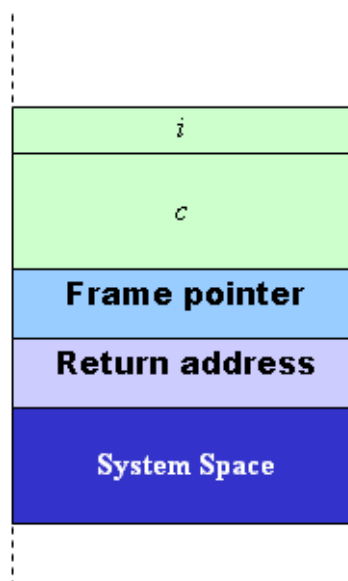 i
c
Frame pointer
Return address
System Space